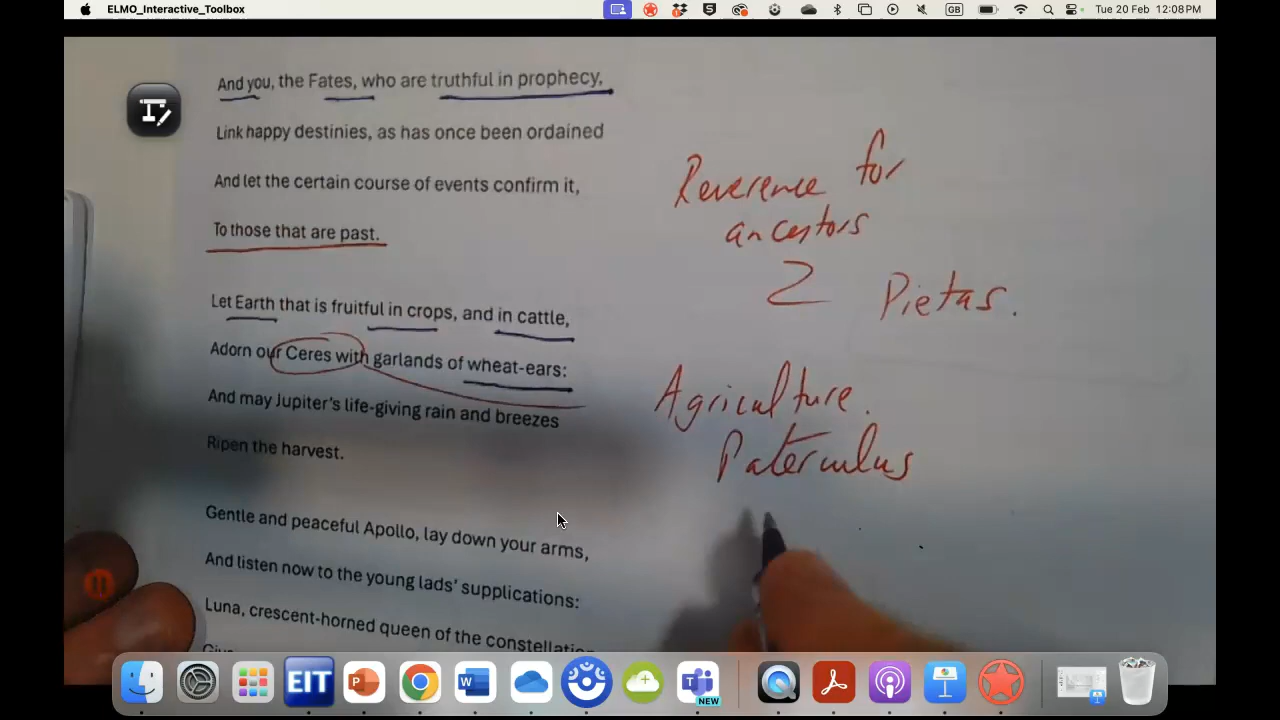 ELMO_Interactive_Toolbox
GB
Tue 20 Feb 12:08PM
And you, the Fates, who are truthful in prophecy,
Link happy destinies, as has once been ordained
And let the certain course of events confirm it,
To those that are past.
Let Earth that is fruitful in crops, and in cattle,
Adorn our Ceres with garlands of wheat-ears:
And may Jupiter's life-giving rain and breezes
Ripen the harvest.
Gentle and peaceful Apollo, lay down your arms,
And listen now to the young lads' supplications:
Luna, crescent-horned queen of the
Reverence for
ancestors
Pietas.
Agriculture.
Paterculus
EIT
NEW